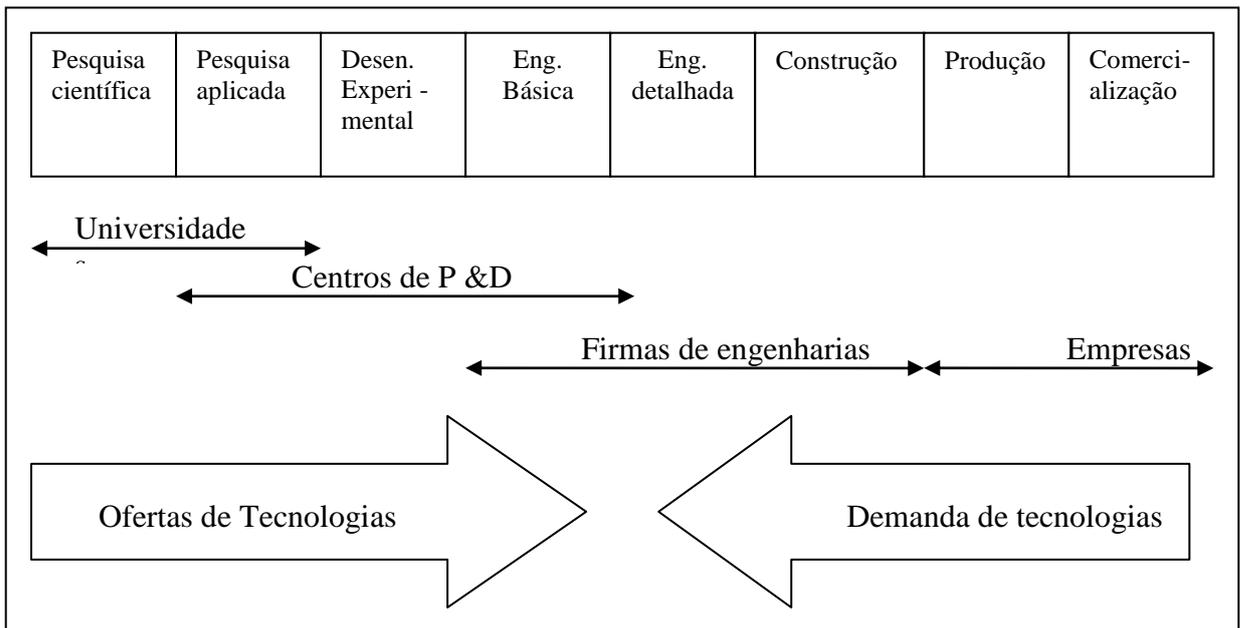 Pesquisa
científica
Pesquisa
aplicada
Desen.
Experi -
mental
Eng.
Básica
Eng.
detalhada
Construção
Produção
Comerci-
alização
Universidade
Centros de P &D
Firmas de engenharias
Empresas
Ofertas de Tecnologias
Demanda de tecnologias